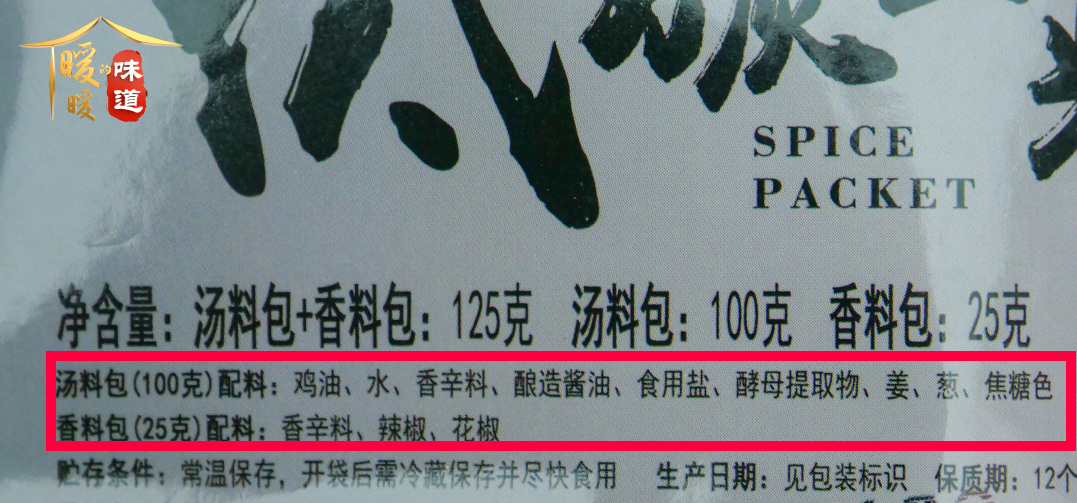 暖暖的味道
SPICE
PACKET
净含量：汤料包+香料包：125克 汤料包：100克 香料包：25克
汤料包(100克)配料：鸡油、水、香辛料、酿造酱油、食用盐、酵母提取物、姜、葱、焦糖色
香料包(25克)配料：香辛料、辣椒、花椒
贮存条件：常温保存，开袋后需冷藏保存并尽快食用 生产日期：见包装标识 保质期：12个